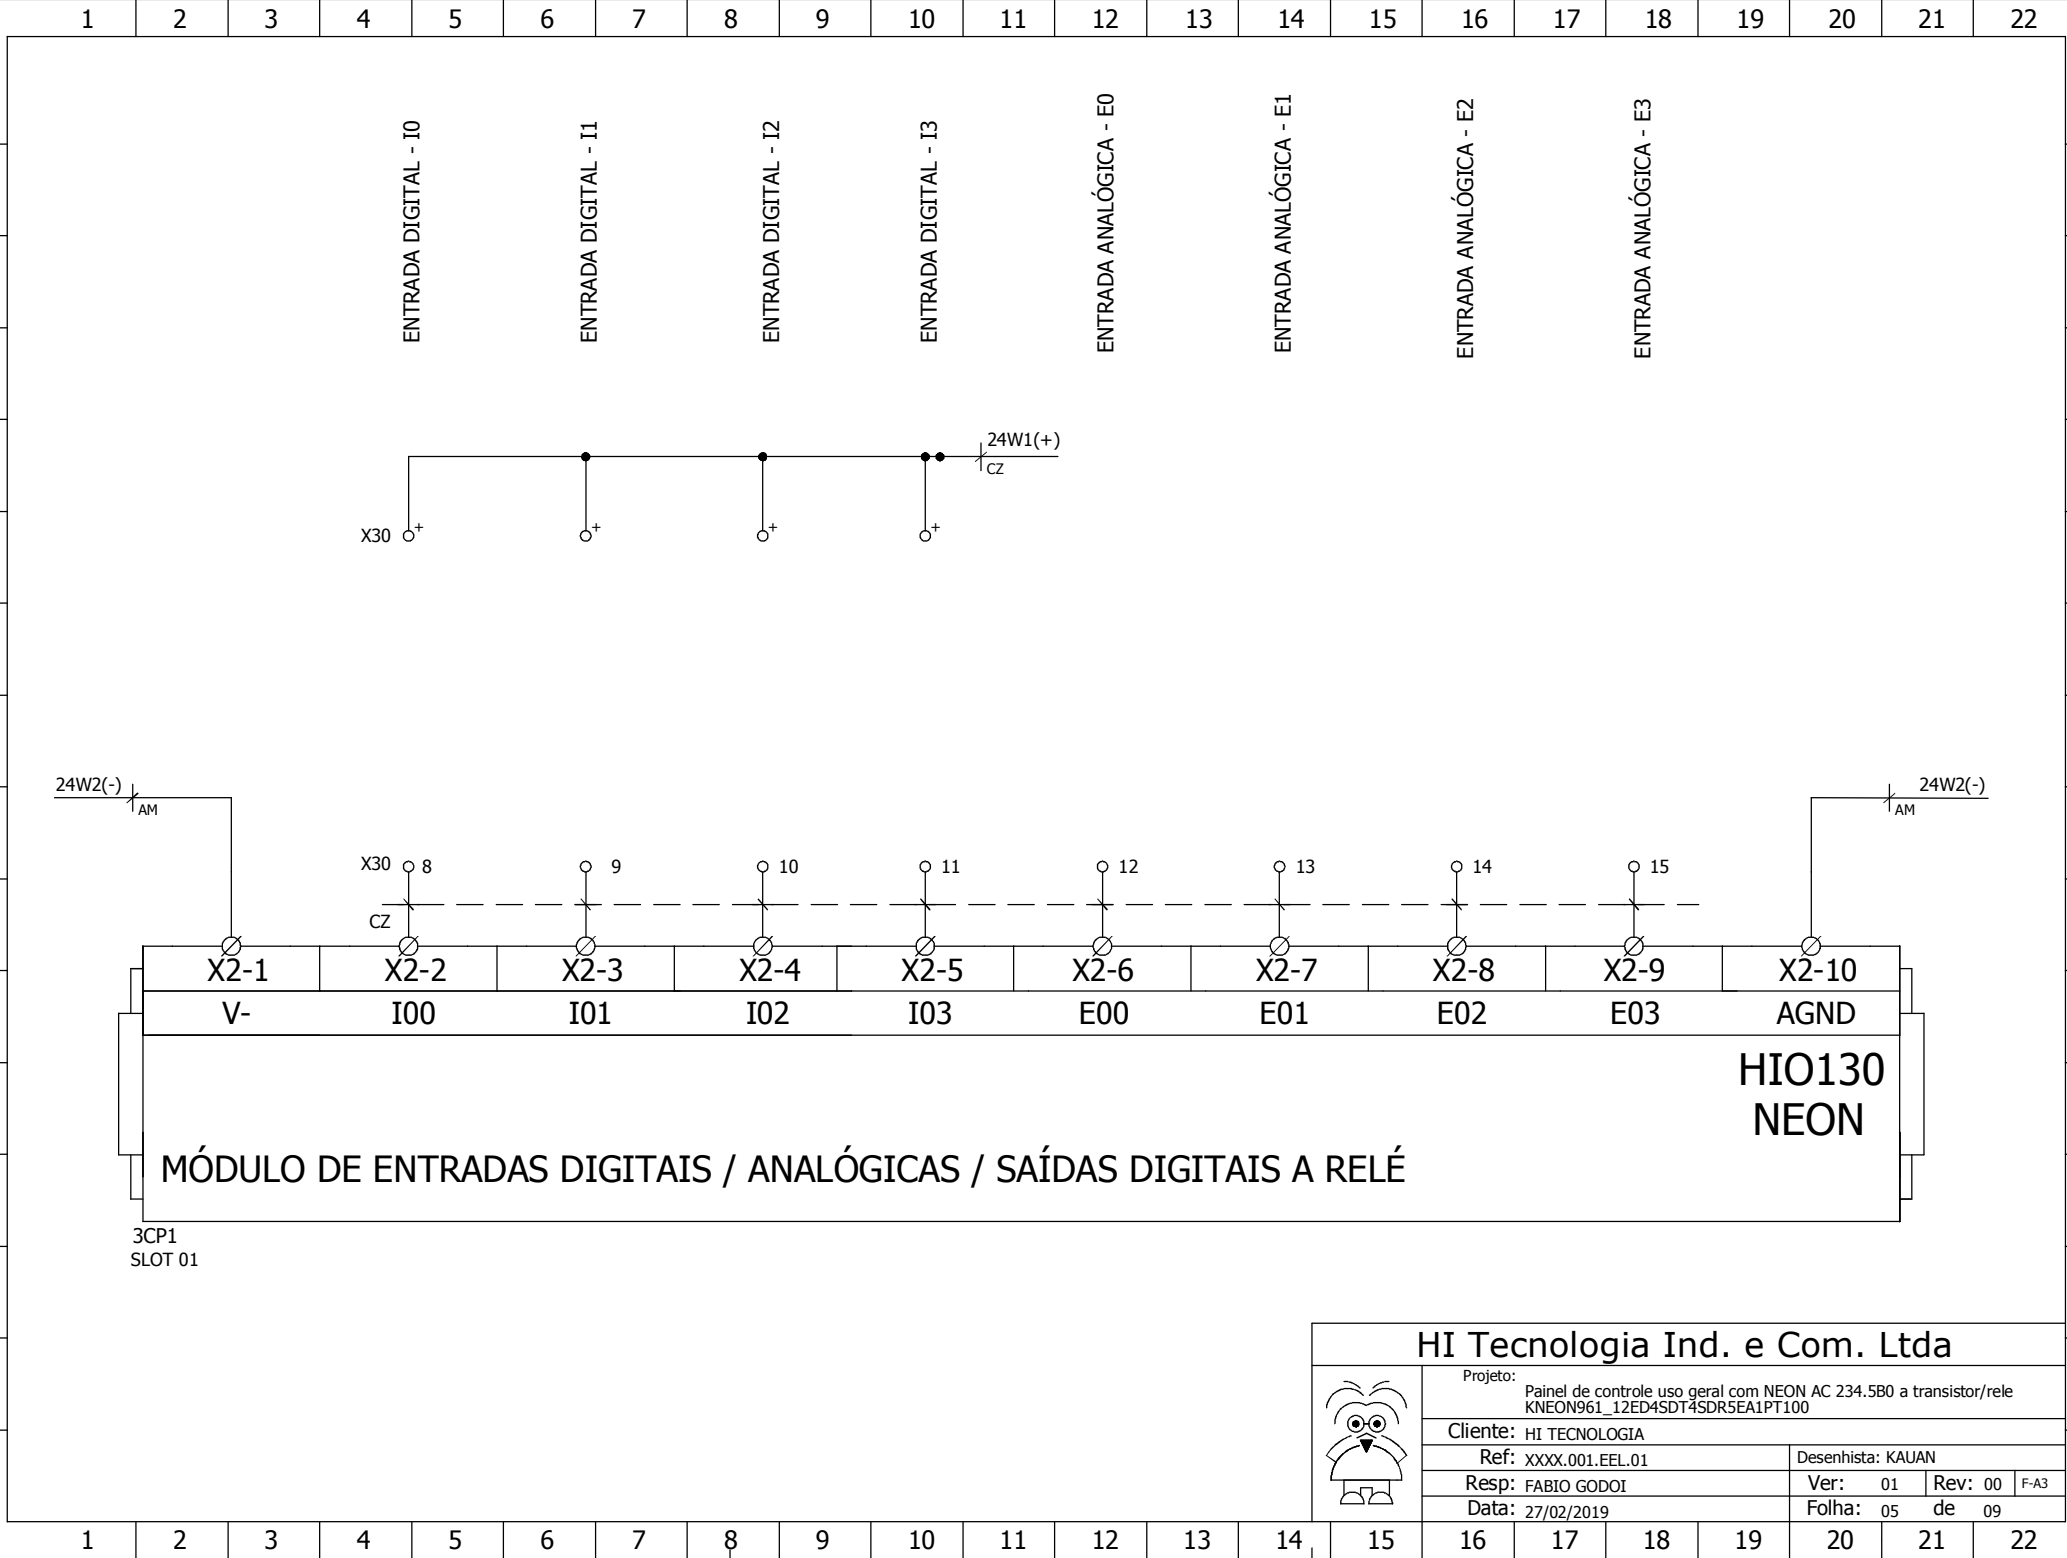 1 2 3 4 5 6 7 8 9 10 11 12 13 14 15 16 17 18 19 20 21 22
ENTRADA DIGITAL - I0
ENTRADA DIGITAL - I1
ENTRADA DIGITAL - I2
ENTRADA DIGITAL - I3
ENTRADA ANALÓGICA - E0
ENTRADA ANALÓGICA - E1
ENTRADA ANALÓGICA - E2
ENTRADA ANALÓGICA - E3
24W1(+)
CZ
X30 + + + +
24W2(-)
AM
24W2(-)
AM
X30 8 9 10 11 12 13 14 15
CZ
X2-1 X2-2 X2-3 X2-4 X2-5 X2-6 X2-7 X2-8 X2-9 X2-10
V- I00 I01 I02 I03 E00 E01 E02 E03 AGND
HIO130
NEON
MÓDULO DE ENTRADAS DIGITAIS / ANALÓGICAS / SAÍDAS DIGITAIS A RELÉ
3CP1
SLOT 01
HI Tecnologia Ind. e Com. Ltda
Projeto:
Painel de controle uso geral com NEON AC 234.5B0 a transistor/rele
KNEON961_12ED4SDT4SDR5EA1PT100
Cliente: HI TECNOLOGIA
Ref: XXXX.001.EEL.01 Desenhista: KAUAN
Resp: FABIO GODOI Ver: 01 Rev: 00 F-A3
Data: 27/02/2019 Folha: 05 de 09
1 2 3 4 5 6 7 8 9 10 11 12 13 14 15 16 17 18 19 20 21 22